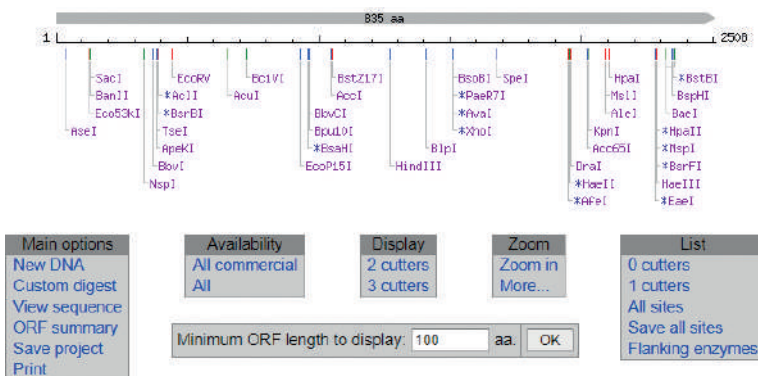 835 aa
1 2508
SacI EcoRV BciVI BstZ17I BsoBI SpeI HpaI *BstBI
BanII *AciI AcuI AccI *PaeR7I MslI BspHI
Eco53kI *BsrBI BbvCI *AvaI AleI BaeI
AseI TseI Bpu10I *XhoI KpnI *HpaII
ApeKI *BsaHI BlpI Acc65I *MspI
BbvI EcoP15I HindIII DraI *BsrFI
NspI *HaeII HaeIII
*AfeI *EaeI
Main options
New DNA
Custom digest
View sequence
ORF summary
Save project
Print
Availability
All commercial
All
Display
2 cutters
3 cutters
Zoom
Zoom in
More...
List
0 cutters
1 cutters
All sites
Save all sites
Flanking enzymes
Minimum ORF length to display: 100 aa. OK